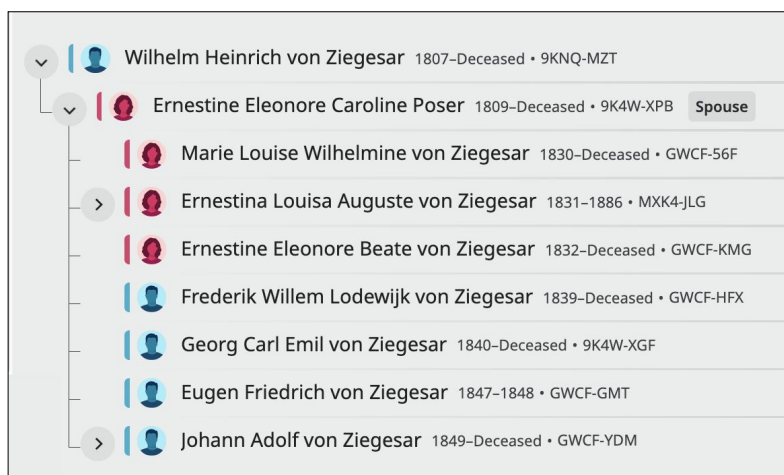 Wilhelm Heinrich von Ziegesar 1807–Deceased • 9KNQ-MZT
Ernestine Eleonore Caroline Poser 1809–Deceased • 9K4W-XPB Spouse
Marie Louise Wilhelmine von Ziegesar 1830–Deceased • GWCF-56F
Ernestina Louisa Auguste von Ziegesar 1831–1886 • MXK4-JLG
Ernestine Eleonore Beate von Ziegesar 1832–Deceased • GWCF-KMG
Frederik Willem Lodewijk von Ziegesar 1839–Deceased • GWCF-HFX
Georg Carl Emil von Ziegesar 1840–Deceased • 9K4W-XGF
Eugen Friedrich von Ziegesar 1847–1848 • GWCF-GMT
Johann Adolf von Ziegesar 1849–Deceased • GWCF-YDM